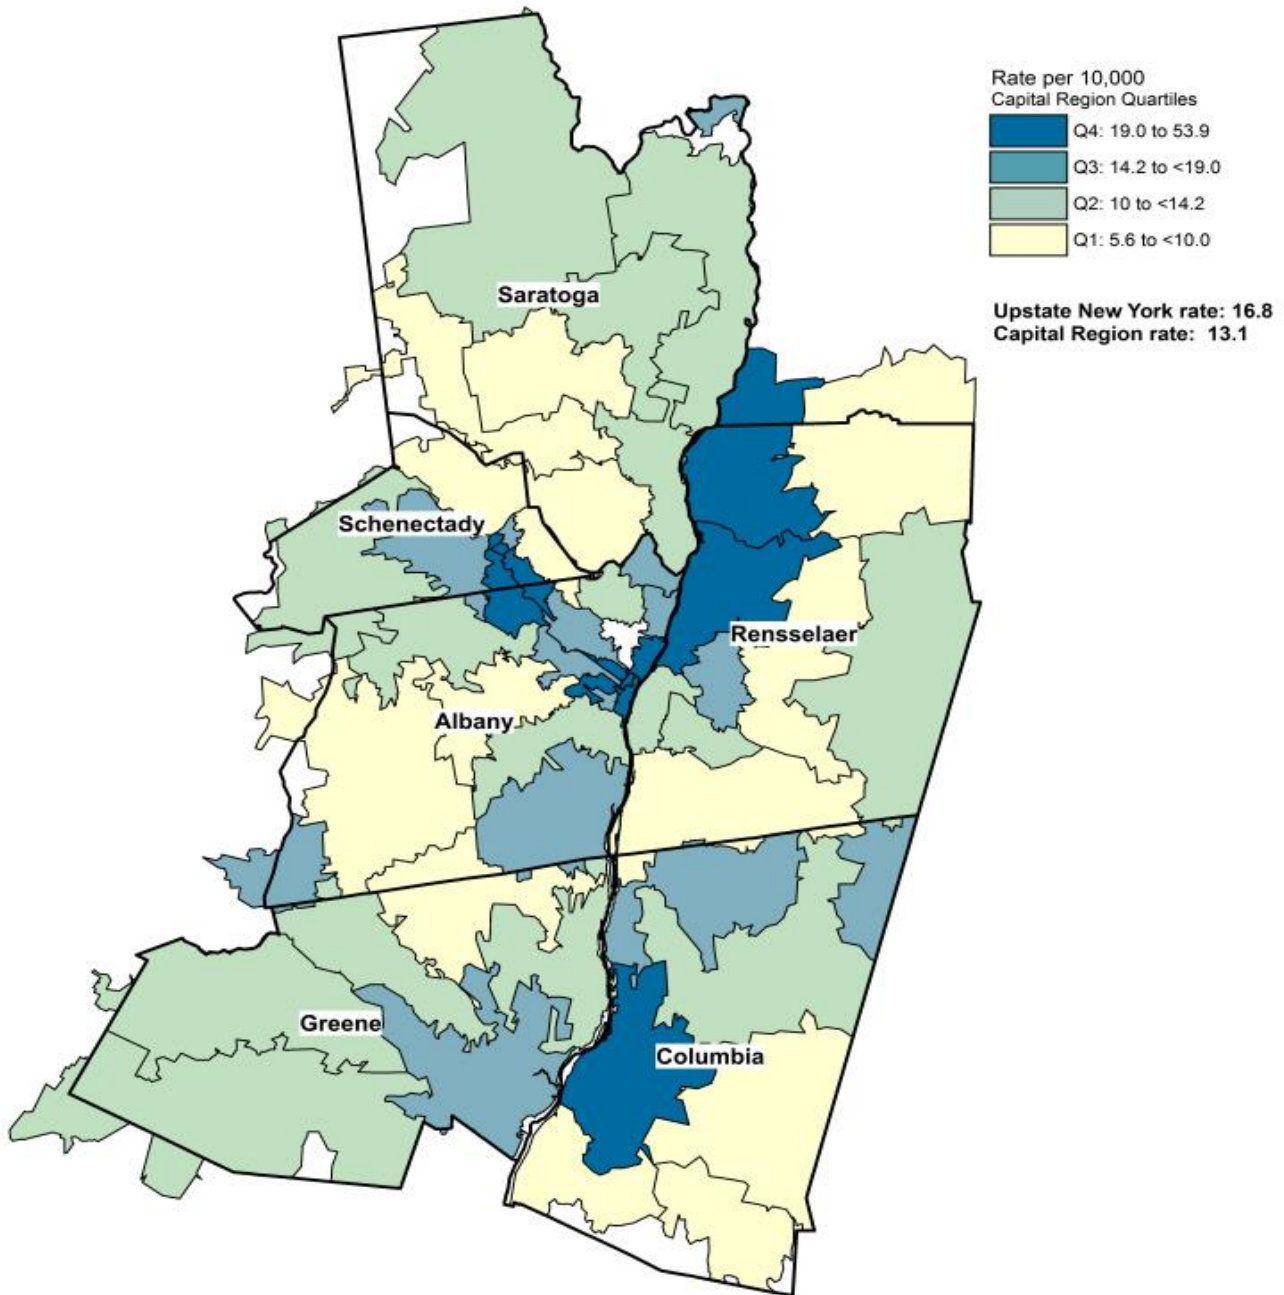 Rate per 10,000
Capital Region Quartiles
Q4: 19.0 to 53.9
Q3: 14.2 to <19.0
Q2: 10 to <14.2
Q1: 5.6 to <10.0
Upstate New York rate: 16.8
Capital Region rate: 13.1
Saratoga
Schenectady
Rensselaer
Albany
Greene
Columbia